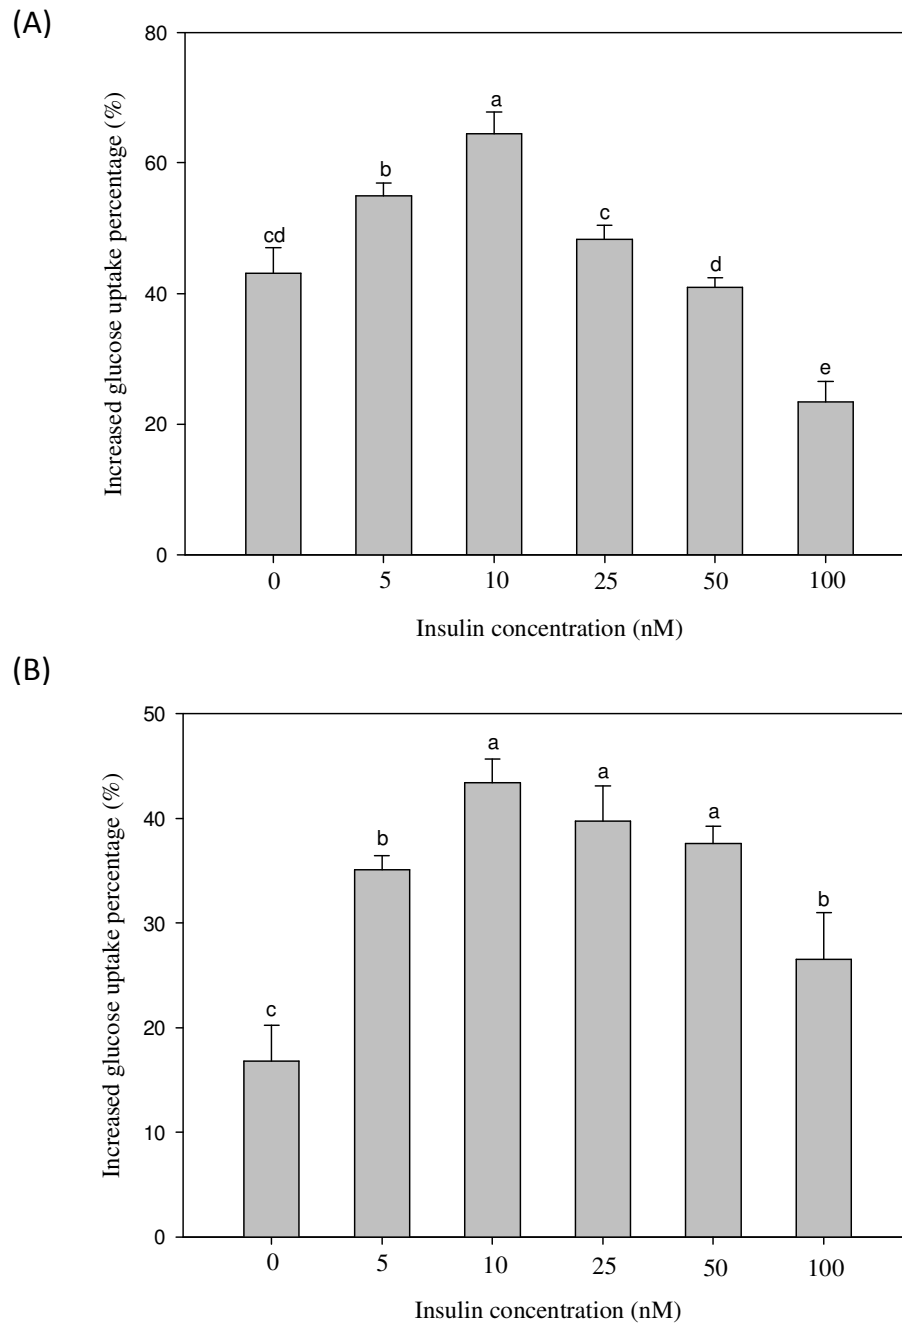 (A)
Increased glucose uptake percentage (%)
80
60
40
20
0
cd
b
a
c
d
e
0 5 10 25 50 100
Insulin concentration (nM)
(B)
Increased glucose uptake percentage (%)
50
40
30
20
10
0
c
b
a
a
a
b
0 5 10 25 50 100
Insulin concentration (nM)